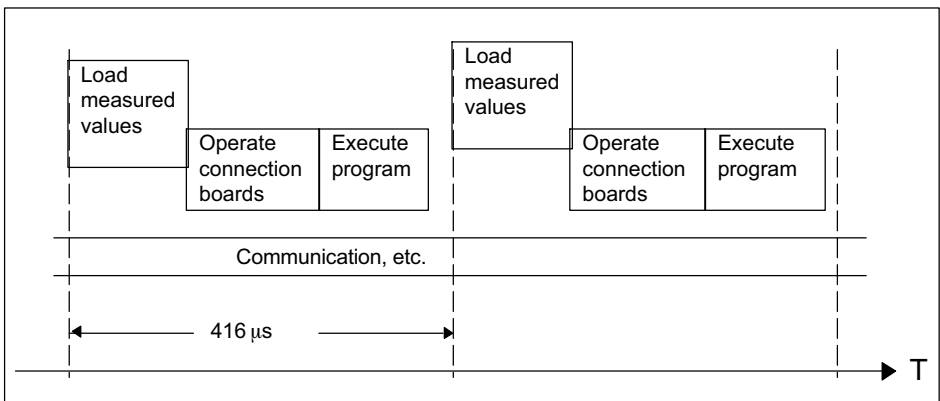 Load
measured
values
Operate
connection
boards
Execute
program
Load
measured
values
Operate
connection
boards
Execute
program
Communication, etc.
416 μs
T